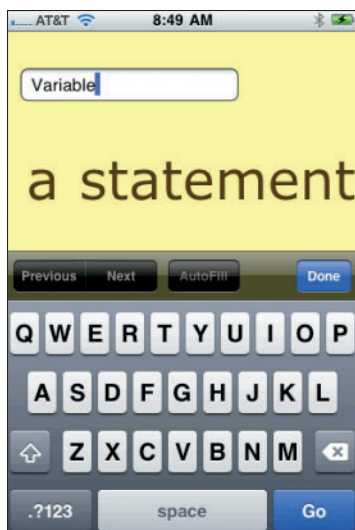 AT&T 8:49 AM
Variable
a statement
Previous Next AutoFill Done
Q W E R T Y U I O P
A S D F G H J K L
Z X C V B N M
.?123 space Go